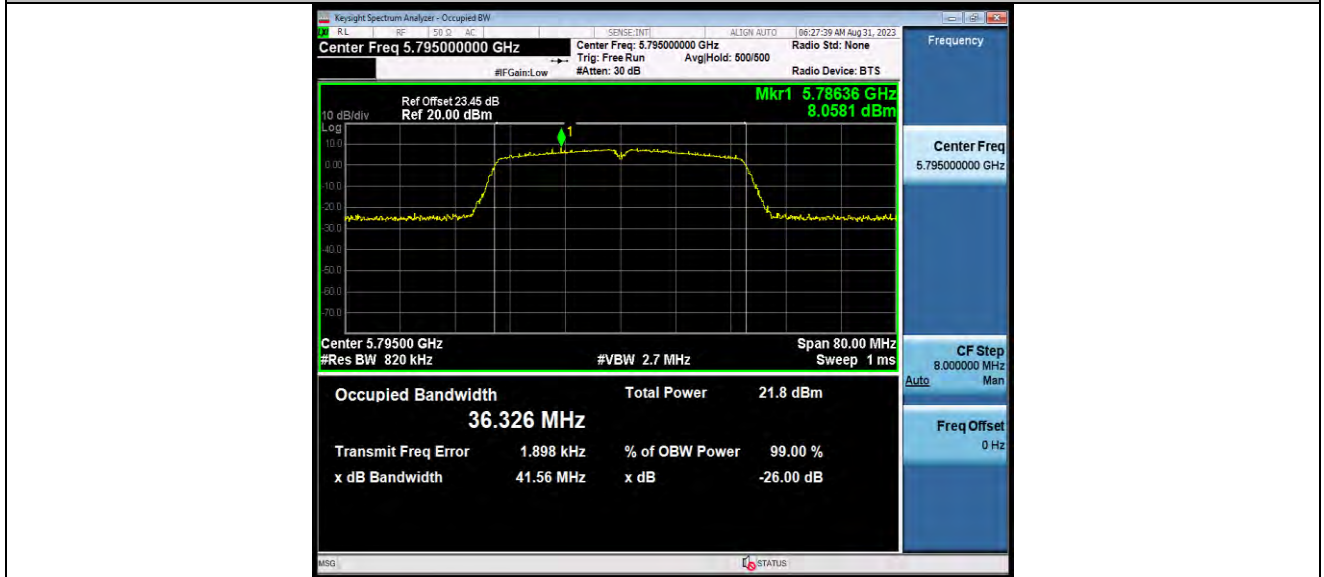 Keysight Spectrum Analyzer - Occupied BW
RL RF 50 Ω AC SENSE:INT ALIGN AUTO 06:27:39 AM Aug 31, 2023
Center Freq 5.795000000 GHz
Center Freq: 5.795000000 GHz
Radio Std: None
Trig: Free Run Avg|Hold: 500/500
#IFGain:Low
#Atten: 30 dB
Radio Device: BTS
Frequency
Mkr1 5.78636 GHz
8.0581 dBm
Ref Offset 23.45 dB
10 dB/div Ref 20.00 dBm
Log
1
10.0
0.00
-10.0
-20.0
-30.0
-40.0
-50.0
-60.0
-70.0
Center Freq
5.795000000 GHz
Center 5.79500 GHz Span 80.00 MHz
#Res BW 820 kHz #VBW 2.7 MHz Sweep 1 ms
CF Step
8.000000 MHz
Auto Man
Occupied Bandwidth Total Power 21.8 dBm
36.326 MHz
Freq Offset
0 Hz
Transmit Freq Error 1.898 kHz % of OBW Power 99.00 %
x dB Bandwidth 41.56 MHz x dB -26.00 dB
MSG STATUS